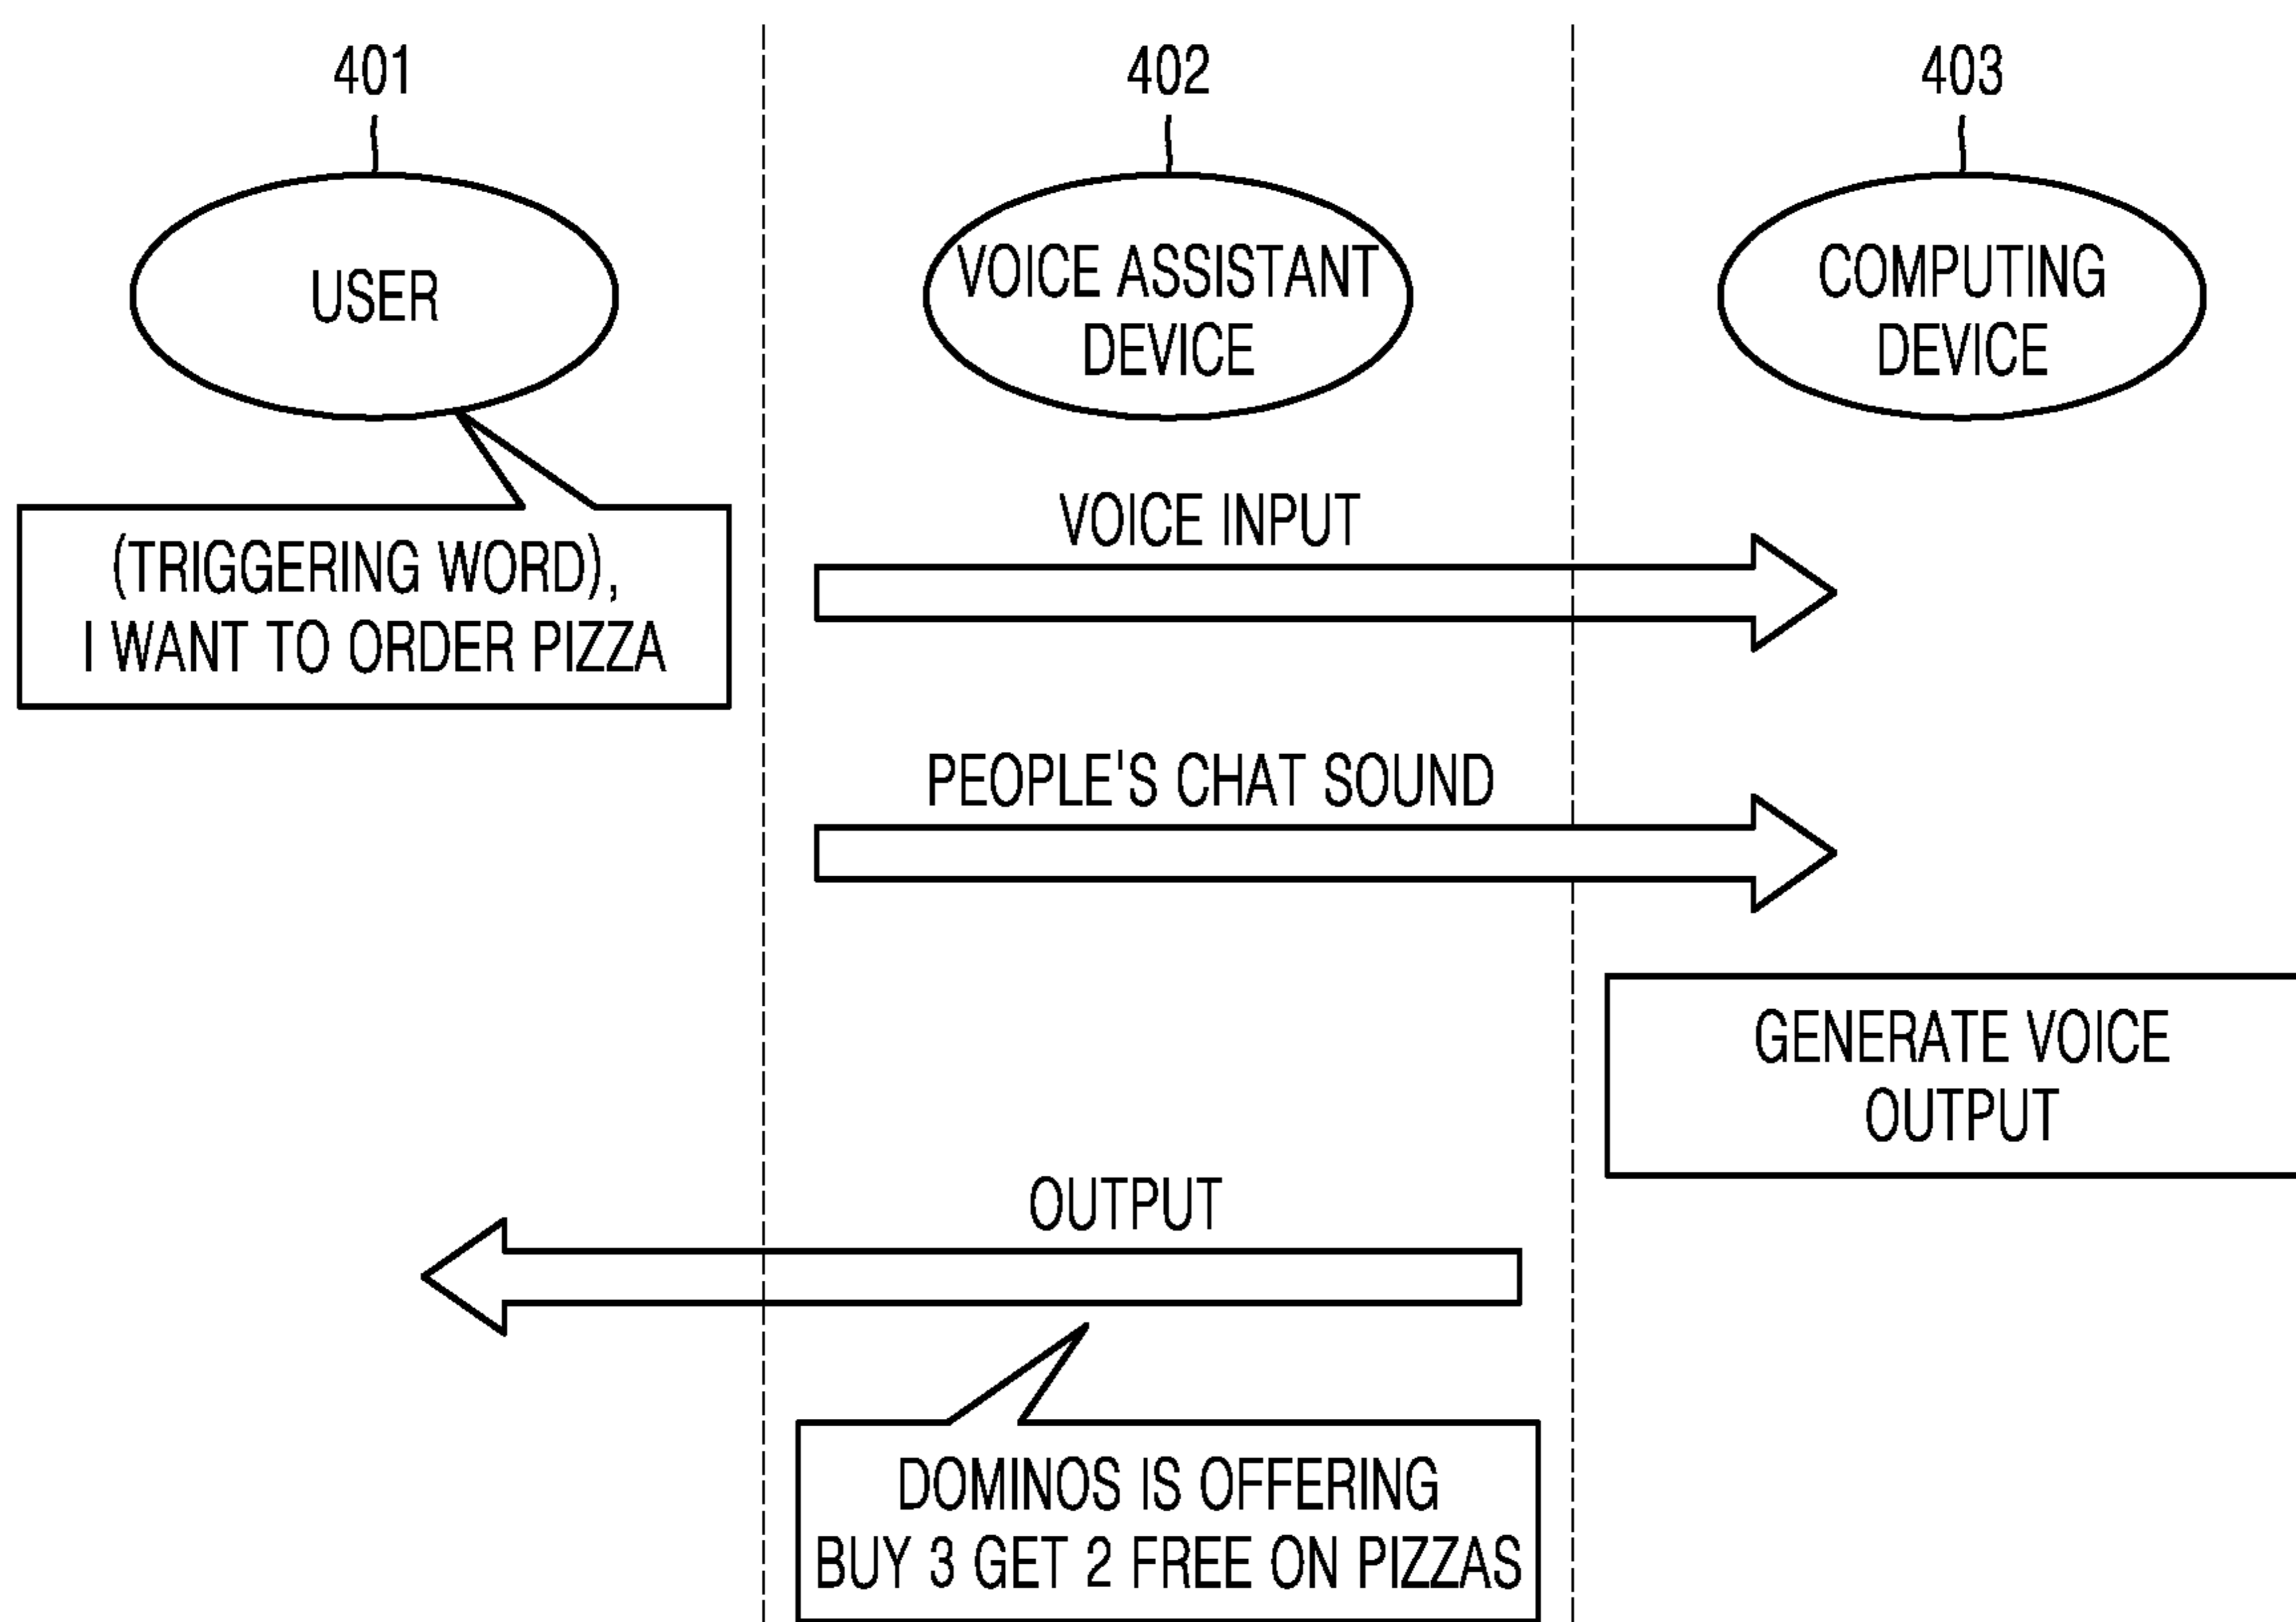 401
402
403
USER
VOICE ASSISTANT
DEVICE
COMPUTING
DEVICE
(TRIGGERING WORD),
I WANT TO ORDER PIZZA
VOICE INPUT
PEOPLE'S CHAT SOUND
GENERATE VOICE
OUTPUT
OUTPUT
DOMINOS IS OFFERING
BUY 3 GET 2 FREE ON PIZZAS